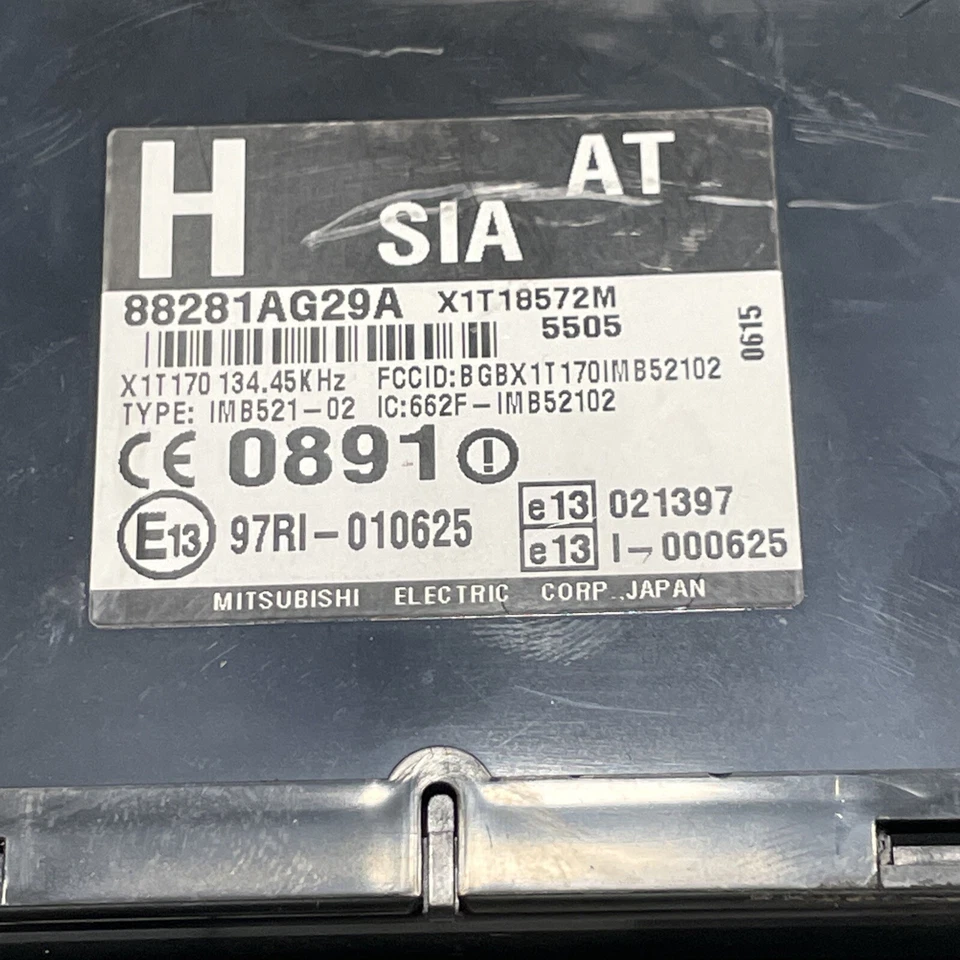 H
AT
SIA
88281AG29A X1T18572M
5505
0615
X1T170 134.45KHz FCCID:BGBX1T170IMB52102
TYPE: IMB521-02 IC:662F-IMB52102
CE 0891 !
E13 97RI-010625
e13 021397
e13 I-000625
MITSUBISHI ELECTRIC CORP.,JAPAN